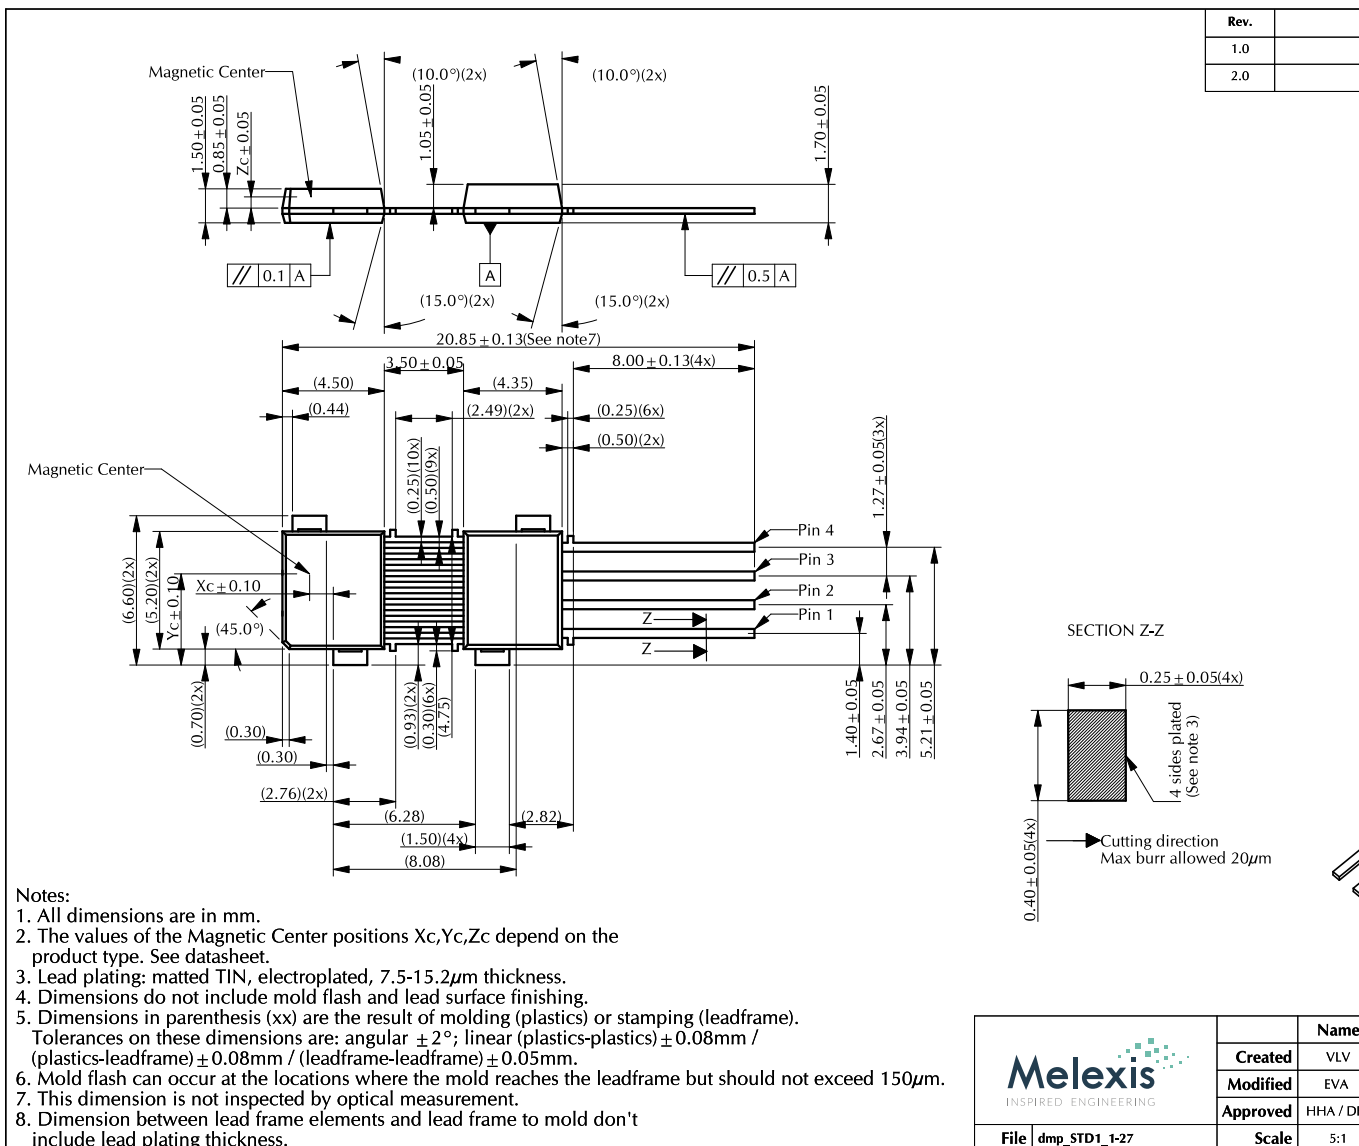 Rev.
1.0
2.0
Magnetic Center
(10.0°)(2x)
(10.0°)(2x)
1.50±0.05
0.85±0.05
Zc±0.05
1.05±0.05
1.70±0.05
// 0.1 A
A
// 0.5 A
(15.0°)(2x)
(15.0°)(2x)
20.85±0.13(See note7)
3.50±0.05
8.00±0.13(4x)
(4.50)
(4.35)
(0.44)
(2.49)(2x)
(0.25)(6x)
(0.50)(2x)
(0.25)(10x)
(0.50)(9x)
1.27±0.05(3x)
Magnetic Center
Pin 4
Pin 3
Pin 2
Pin 1
(6.60)(2x)
(5.20)(2x)
Yc±0.10
Xc±0.10
(45.0°)
Z
Z
SECTION Z-Z
0.25±0.05(4x)
(0.70)(2x)
(0.93)(2x)
(0.30)(6x)
(4.75)
1.40±0.05
2.67±0.05
3.94±0.05
5.21±0.05
4 sides plated
(See note 3)
(0.30)
(0.30)
(2.76)(2x)
(6.28)
(2.82)
(1.50)(4x)
(8.08)
0.40±0.05(4x)
Cutting direction
Max burr allowed 20μm
Notes:
1. All dimensions are in mm.
2. The values of the Magnetic Center positions Xc,Yc,Zc depend on the
product type. See datasheet.
3. Lead plating: matted TIN, electroplated, 7.5-15.2μm thickness.
4. Dimensions do not include mold flash and lead surface finishing.
5. Dimensions in parenthesis (xx) are the result of molding (plastics) or stamping (leadframe).
Tolerances on these dimensions are: angular ±2°; linear (plastics-plastics)±0.08mm /
(plastics-leadframe)±0.08mm / (leadframe-leadframe)±0.05mm.
6. Mold flash can occur at the locations where the mold reaches the leadframe but should not exceed 150μm.
7. This dimension is not inspected by optical measurement.
8. Dimension between lead frame elements and lead frame to mold don't
include lead plating thickness.
Melexis
INSPIRED ENGINEERING
Name
Created VLV
Modified EVA
Approved HHA /
File dmp_STD1_1-27 Scale 5:1